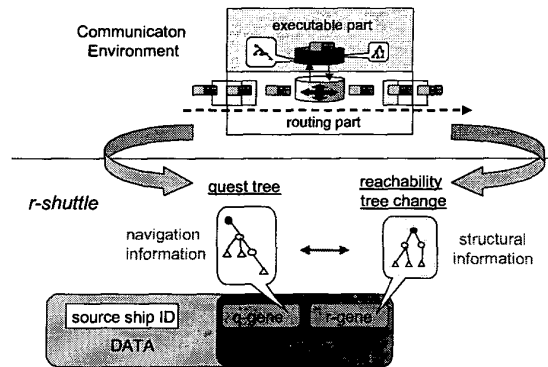 Communicaton
Environment
executable part
routing part
r-shuttle
quest tree
reachability
tree change
navigation
information
structural
information
source ship ID
DATA
q-gene
r-gene